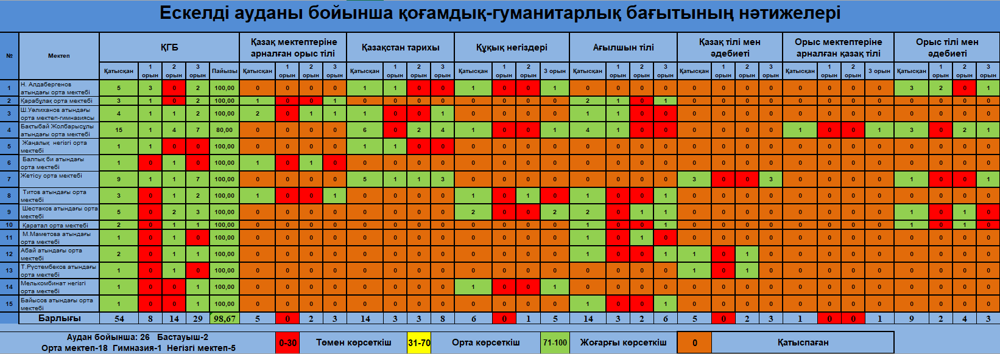 Ескелді ауданы бойынша қоғамдық-гуманитарлық бағытының нәтижелері
№ Мектеп ҚГБ Қазақ мектептеріне арналған орыс тілі Қазақстан тарихы Құқық негіздері Ағылшын тілі Қазақ тілі мен әдебиеті Орыс мектептеріне арналған қазақ тілі Орыс тілі мен әдебиеті
Қатысқан 1 орын 2 орын 3 орын Пайызы Қатысқан 1 орын 2 орын 3 орын Қатысқан 1 орын 2 орын 3 орын Қатысқан 1 орын 2 орын 3 орын Қатысқан 1 орын 2 орын 3 орын Қатысқан 1 орын 2 орын 3 орын Қатысқан 1 орын 2 орын 3 орын Қатысқан 1 орын 2 орын 3 орын
1 Н. Алдабергенов атындағы орта мектебі 5 3 0 2 100,00 0 0 0 0 1 1 0 0 1 0 0 1 0 0 0 0 0 0 0 0 0 0 0 0 3 2 0 1
2 Қарабұлақ орта мектебі 3 1 0 2 100,00 1 0 0 1 0 0 0 0 0 0 0 0 2 1 0 1 0 0 0 0 0 0 0 0 0 0 0 0
3 Ш.Уәлиханов атындағы орта мектеп-гимназиясы 4 1 1 2 100,00 2 0 1 1 1 0 0 1 0 0 0 0 1 1 0 0 0 0 0 0 0 0 0 0 0 0 0 0
4 Бақтыбай Жолбарысұлы атындағы орта мектебі 15 1 4 7 80,00 0 0 0 0 6 0 2 4 1 0 0 1 4 1 0 0 0 0 0 0 1 0 0 1 3 0 2 1
5 Жаңалық негізгі орта мектебі 1 1 0 0 100,00 0 0 0 0 1 1 0 0 0 0 0 0 0 0 0 0 0 0 0 0 0 0 0 0 0 0 0 0
6 Балпық би атындағы орта мектебі 1 0 1 0 100,00 1 0 1 0 0 0 0 0 0 0 0 0 0 0 0 0 0 0 0 0 0 0 0 0 0 0 0 0
7 Жетісу орта мектебі 9 1 1 7 100,00 0 0 0 0 5 1 1 3 0 0 0 0 0 0 0 0 3 0 0 3 0 0 0 0 1 0 0 1
8 Титов атындағы орта мектебі 3 0 1 2 100,00 1 0 0 1 0 0 0 0 1 0 1 0 1 0 0 1 0 0 0 0 0 0 0 0 0 0 0 0
9 Шестаков атындағы орта мектебі 5 0 2 3 100,00 0 0 0 0 0 0 0 0 2 0 0 2 2 0 1 1 0 0 0 0 0 0 0 0 1 0 1 0
10 Қаратал орта мектебі 2 0 1 1 100,00 0 0 0 0 0 0 0 0 0 0 0 0 1 0 0 1 0 0 0 0 0 0 0 0 1 0 1 0
11 М.Маметова атындағы орта мектебі 1 0 1 0 100,00 0 0 0 0 0 0 0 0 0 0 0 0 1 0 1 0 0 0 0 0 0 0 0 0 0 0 0 0
12 Абай атындағы орта мектебі 2 0 1 1 100,00 0 0 0 0 0 0 0 0 0 0 0 0 1 0 0 1 1 0 1 0 0 0 0 0 0 0 0 0
13 Т.Рүстембеков атындағы орта мектебі 1 0 1 0 100,00 0 0 0 0 0 0 0 0 0 0 0 0 0 0 0 0 1 0 1 0 0 0 0 0 0 0 0 0
14 Мелькомбинат негізгі орта мектебі 1 0 0 1 100,00 0 0 0 0 0 0 0 0 1 0 0 1 0 0 0 0 0 0 0 0 0 0 0 0 0 0 0 0
15 Байысов атындағы орта мектебі 1 0 0 1 100,00 0 0 0 0 0 0 0 0 0 0 0 0 1 0 0 1 0 0 0 0 0 0 0 0 0 0 0 0
Барлығы 54 8 14 29 98,67 5 0 2 3 14 3 3 8 6 0 1 5 14 3 2 6 5 0 2 3 1 0 0 1 9 2 4 3
Аудан бойынша: 26 Бастауыш-2
Орта мектеп-18 Гимназия-1 Негізгі мектеп-5
0-30 Төмен көрсеткіш 31-70 Орта көрсеткіш 71-100 Жоғарғы көрсеткіш 0 Қатыспаған